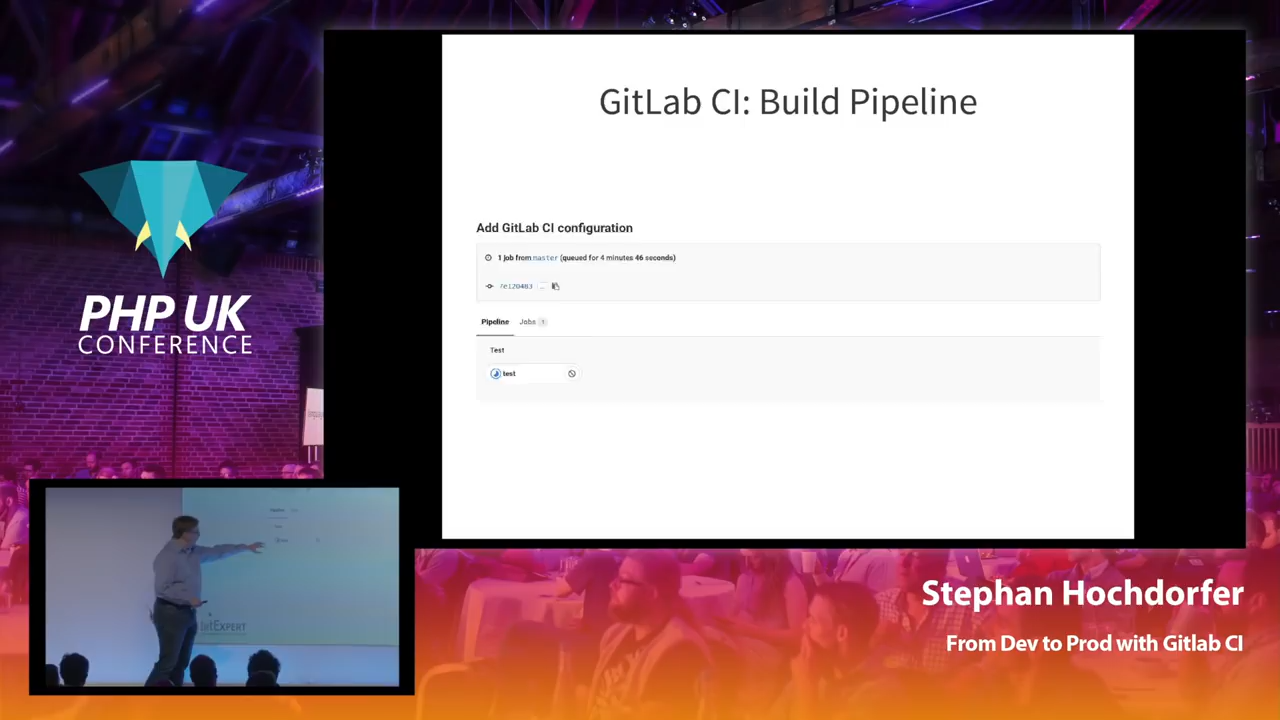 GitLab CI: Build Pipeline
Add GitLab CI configuration
1 job from master (queued for 4 minutes 46 seconds)
7e120483 ...
Pipeline Jobs 1
Test
test
PHP UK
CONFERENCE
bitExpert
Stephan Hochdorfer
From Dev to Prod with Gitlab CI